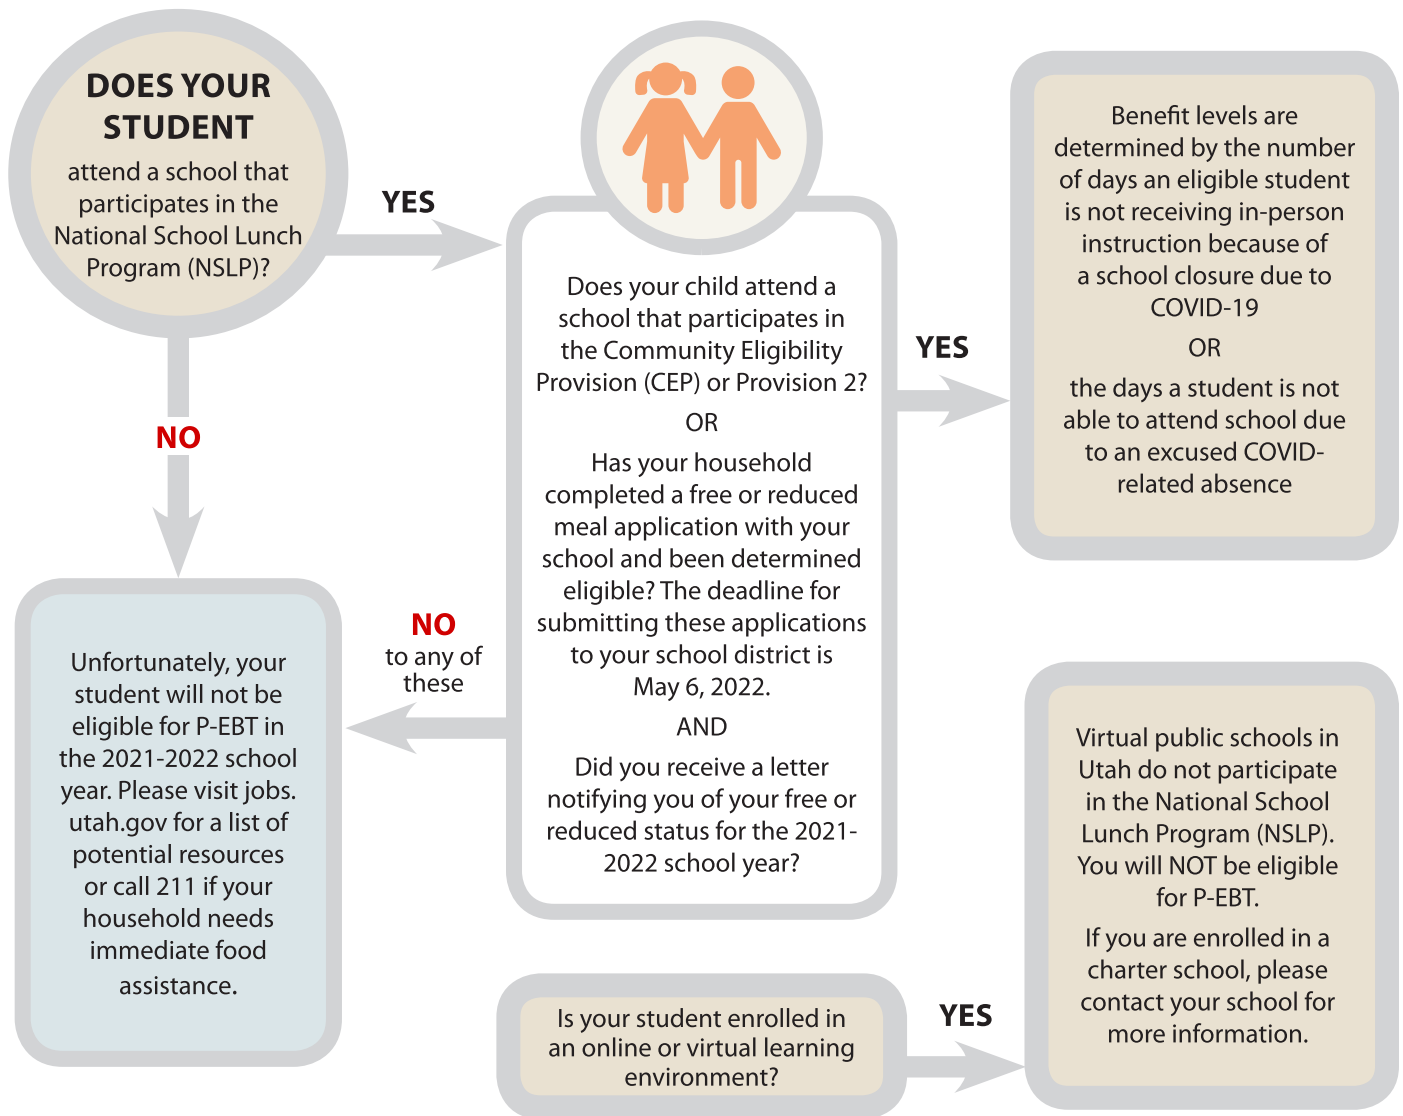 DOES YOUR
STUDENT
attend a school that
participates in the
National School Lunch
Program (NSLP)?
YES
NO
Does your child attend a
school that participates in
the Community Eligibility
Provision (CEP) or Provision 2?
OR
Has your household
completed a free or reduced
meal application with your
school and been determined
eligible? The deadline for
submitting these applications
to your school district is
May 6, 2022.
AND
Did you receive a letter
notifying you of your free or
reduced status for the 2021-
2022 school year?
YES
Benefit levels are
determined by the number
of days an eligible student
is not receiving in-person
instruction because of
a school closure due to
COVID-19
OR
the days a student is not
able to attend school due
to an excused COVID-
related absence
NO
to any of
these
Unfortunately, your
student will not be
eligible for P-EBT in
the 2021-2022 school
year. Please visit jobs.
utah.gov for a list of
potential resources
or call 211 if your
household needs
immediate food
assistance.
Is your student enrolled in
an online or virtual learning
environment?
YES
Virtual public schools in
Utah do not participate
in the National School
Lunch Program (NSLP).
You will NOT be eligible
for P-EBT.
If you are enrolled in a
charter school, please
contact your school for
more information.